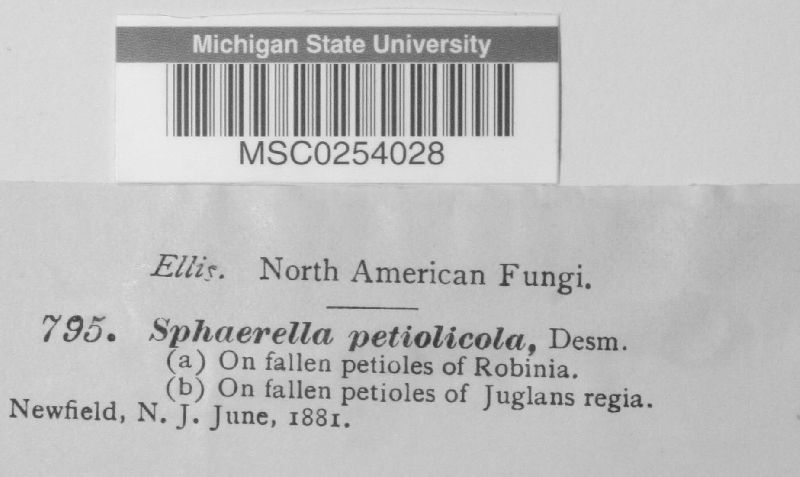 Michigan State University
MSC0254028
Ellis. North American Fungi.
795. Sphaerella petiolicola, Desm.
(a) On fallen petioles of Robinia.
(b) On fallen petioles of Juglans regia.
Newfield, N. J. June, 1881.